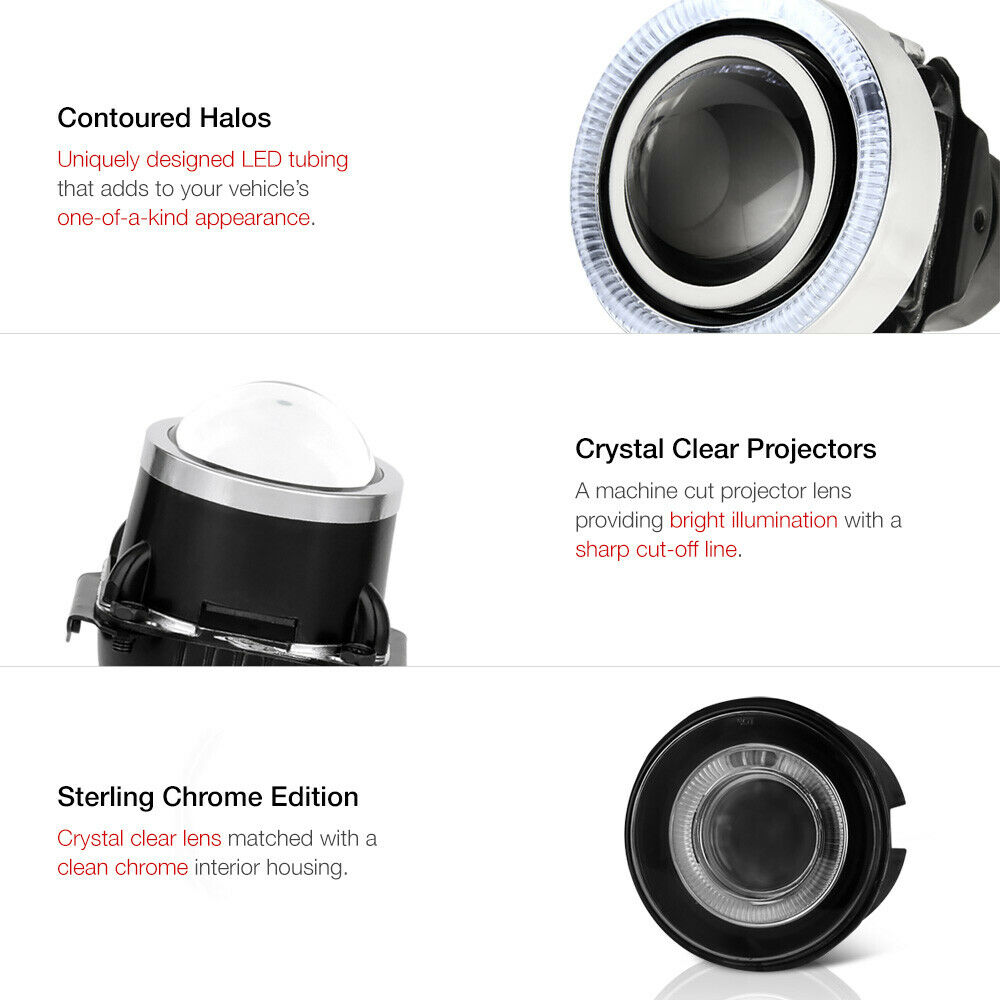 Contoured Halos
Uniquely designed LED tubing
that adds to your vehicle’s
one-of-a-kind appearance.
Crystal Clear Projectors
A machine cut projector lens
providing bright illumination with a
sharp cut-off line.
Sterling Chrome Edition
Crystal clear lens matched with a
clean chrome interior housing.